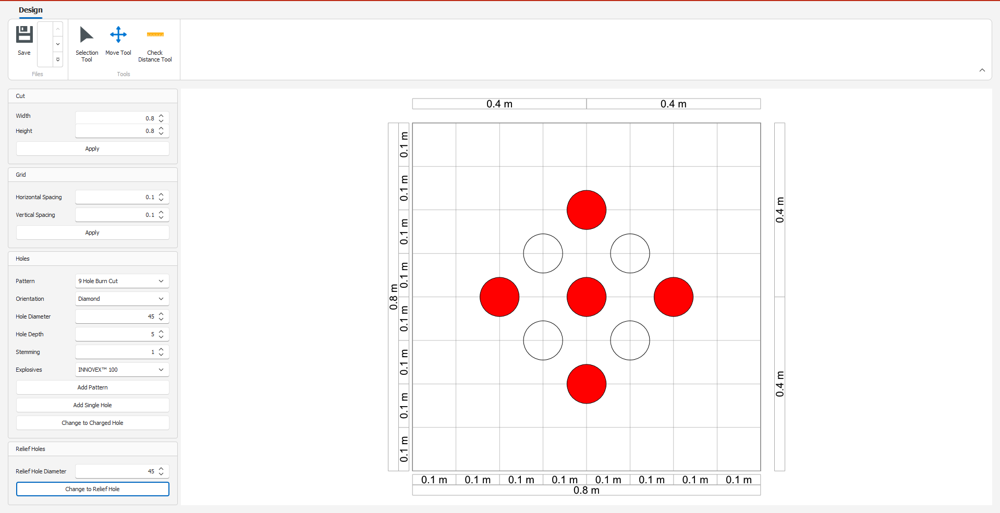 Design
Save
Selection
Tool
Move Tool
Check
Distance Tool
Files
Tools
Cut
Width
0.8
Height
0.8
Apply
Grid
Horizontal Spacing
0.1
Vertical Spacing
0.1
Apply
Holes
Pattern
9 Hole Burn Cut
Orientation
Diamond
Hole Diameter
45
Hole Depth
5
Stemming
1
Explosives
INNOVEX™ 100
Add Pattern
Add Single Hole
Change to Charged Hole
Relief Holes
Relief Hole Diameter
45
Change to Relief Hole
0.4 m
0.4 m
0.8 m
0.1 m
0.1 m
0.1 m
0.1 m
0.1 m
0.1 m
0.1 m
0.1 m
0.4 m
0.4 m
0.1 m
0.1 m
0.1 m
0.1 m
0.1 m
0.1 m
0.1 m
0.1 m
0.8 m